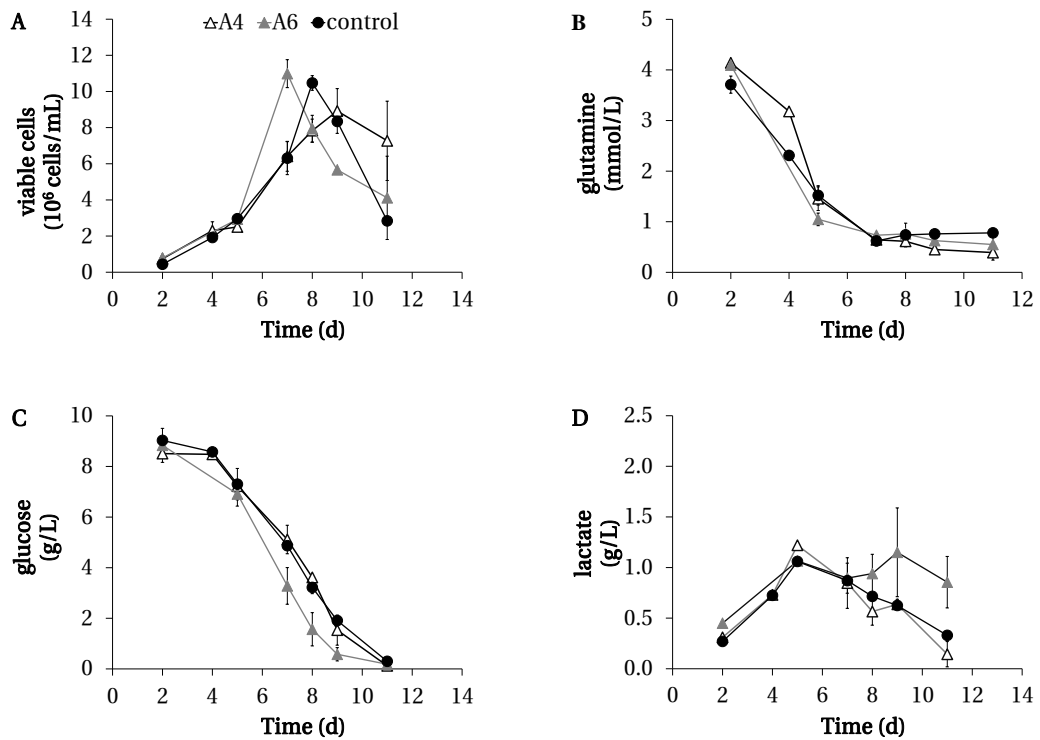 A
A4 A6 control
viable cells
(10⁶ cells/mL)
14
12
10
8
6
4
2
0
0 2 4 6 8 10 12 14
Time (d)
B
glutamine
(mmol/L)
5
4
3
2
1
0
0 2 4 6 8 10 12
Time (d)
C
glucose
(g/L)
10
8
6
4
2
0
0 2 4 6 8 10 12 14
Time (d)
D
lactate
(g/L)
2.5
2.0
1.5
1.0
0.5
0.0
0 2 4 6 8 10 12 14
Time (d)